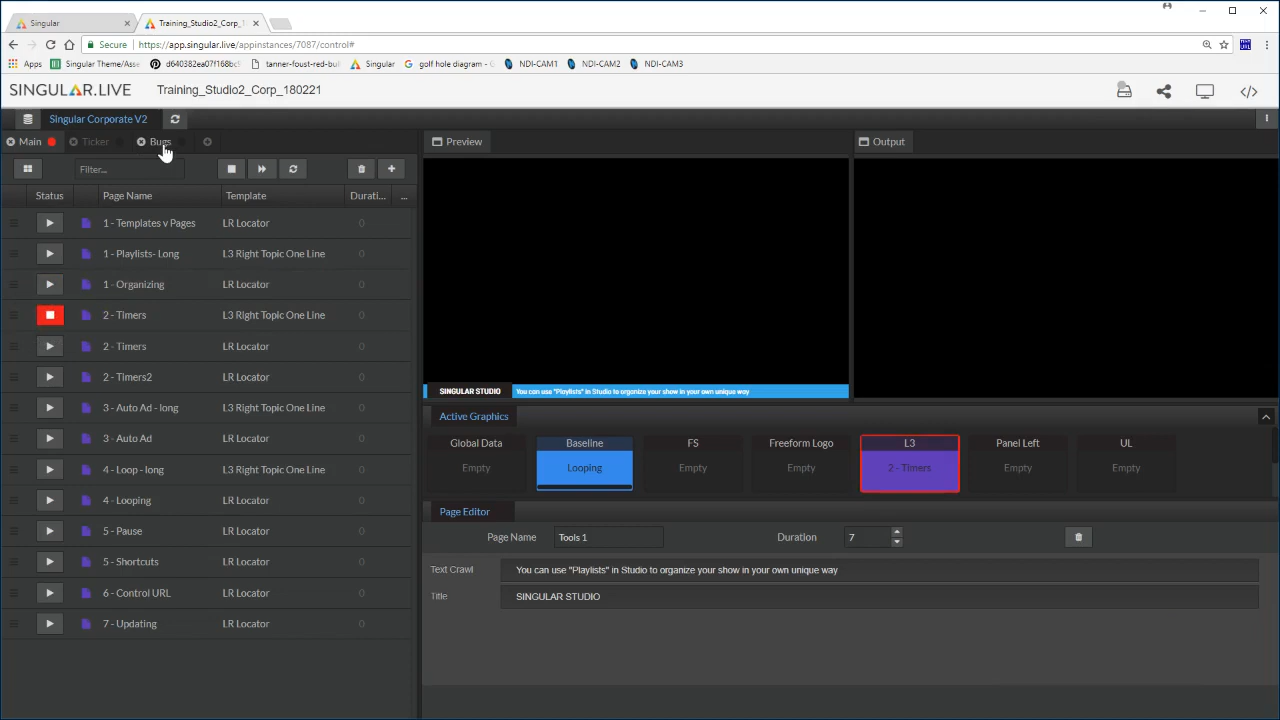 Singular
Training_Studio2_Corp_1
Secure
https://app.singular.live/appinstances/7087/control#
Apps
Singular Theme/Asse
d640382ea07f168bc9
tanner-foust-red-bul
Singular
golf hole diagram - G
NDI-CAM1
NDI-CAM2
NDI-CAM3
SINGULAR.LIVE
Training_Studio2_Corp_180221
Singular Corporate V2
Main
Ticker
Bugs
Preview
Output
Filter...
Status
Page Name
Template
Durati...
...
1 - Templates v Pages
LR Locator
0
1 - Playlists- Long
L3 Right Topic One Line
0
1 - Organizing
LR Locator
0
2 - Timers
L3 Right Topic One Line
0
2 - Timers
LR Locator
0
2 - Timers2
LR Locator
0
3 - Auto Ad - long
L3 Right Topic One Line
0
3 - Auto Ad
LR Locator
0
4 - Loop - long
L3 Right Topic One Line
0
4 - Looping
LR Locator
0
5 - Pause
LR Locator
0
5 - Shortcuts
LR Locator
0
6 - Control URL
LR Locator
0
7 - Updating
LR Locator
0
SINGULAR STUDIO
You can use "Playlists" in Studio to organize your show in your own unique way
Active Graphics
Global Data
Empty
Baseline
Looping
FS
Empty
Freeform Logo
Empty
L3
2 - Timers
Panel Left
Empty
UL
Empty
Page Editor
Page Name
Tools 1
Duration
7
Text Crawl
You can use "Playlists" in Studio to organize your show in your own unique way
Title
SINGULAR STUDIO